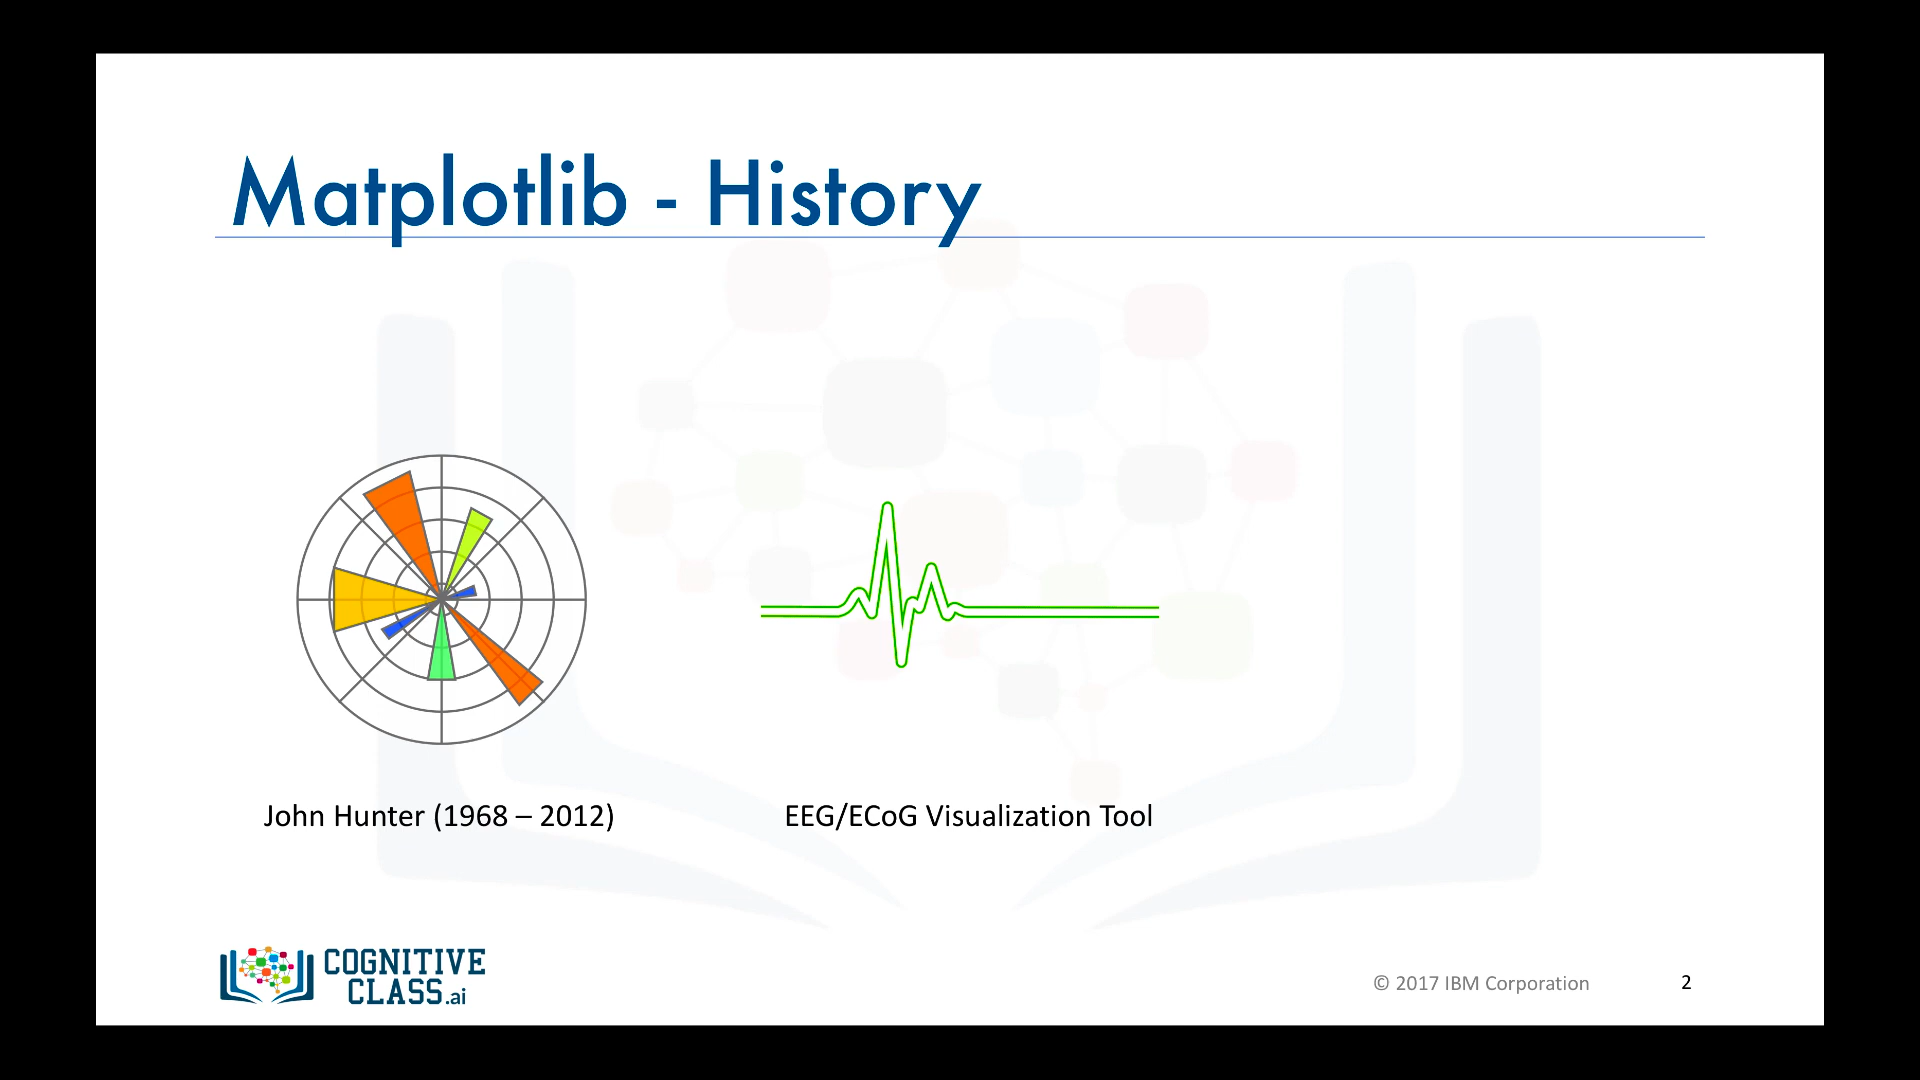 Matplotlib - History
John Hunter (1968 – 2012)
EEG/ECoG Visualization Tool
COGNITIVE
CLASS.ai
© 2017 IBM Corporation
2